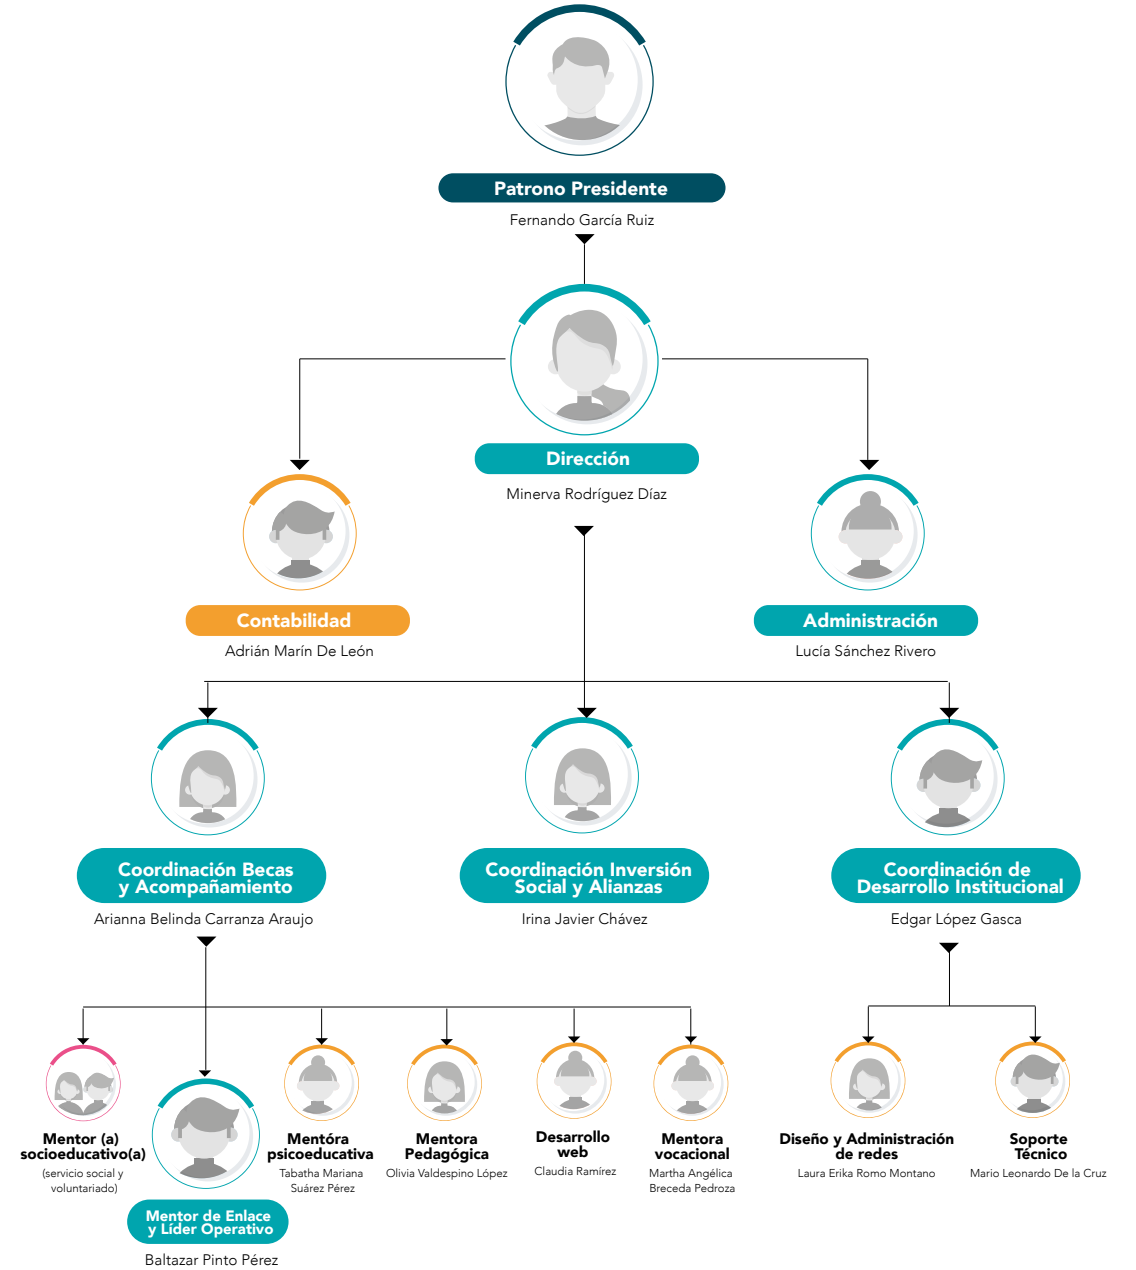 Patrono Presidente
Fernando García Ruiz
Dirección
Minerva Rodríguez Díaz
Contabilidad
Adrián Marín De León
Administración
Lucía Sánchez Rivero
Coordinación Becas
y Acompañamiento
Arianna Belinda Carranza Araujo
Coordinación Inversión
Social y Alianzas
Irina Javier Chávez
Coordinación de
Desarrollo Institucional
Edgar López Gasca
Mentor (a)
socioeducativo(a)
(servicio social y
voluntariado)
Mentor de Enlace
y Líder Operativo
Baltazar Pinto Pérez
Mentóra
psicoeducativa
Tabatha Mariana
Suárez Pérez
Mentora
Pedagógica
Olivia Valdespino López
Desarrollo
web
Claudia Ramírez
Mentora
vocacional
Martha Angélica
Breceda Pedroza
Diseño y Administración
de redes
Laura Erika Romo Montano
Soporte
Técnico
Mario Leonardo De la Cruz